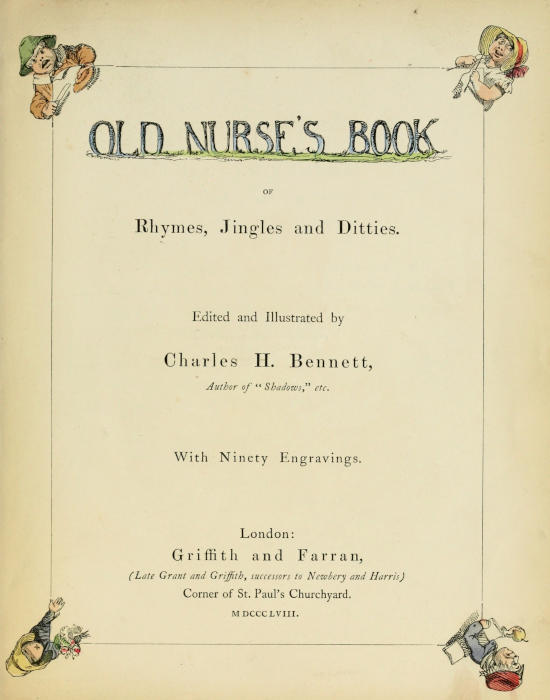 OLD NURSE'S BOOK
OF
Rhymes, Jingles and Ditties.
Edited and Illustrated by
Charles H. Bennett,
Author of "Shadows," etc.
With Ninety Engravings.
London:
Griffith and Farran,
(Late Grant and Griffith, successors to Newbery and Harris)
Corner of St. Paul's Churchyard.
MDCCCLVIII.